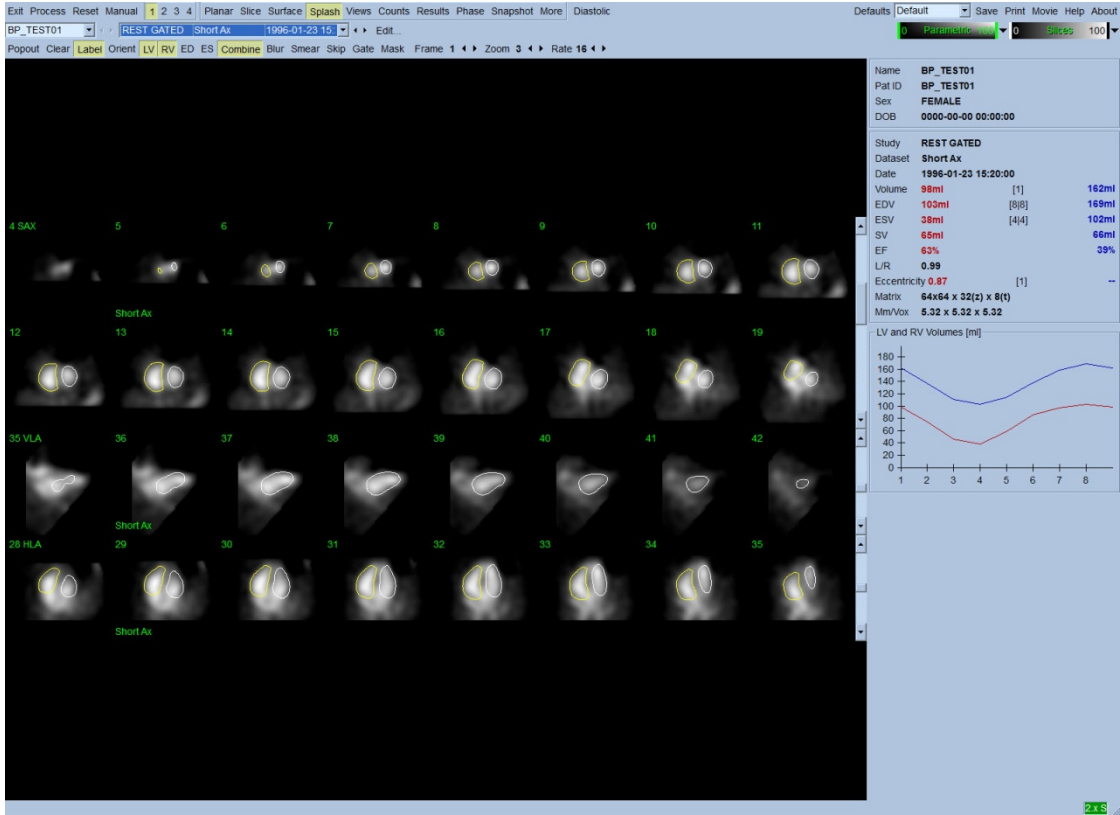 Exit Process Reset Manual 1 2 3 4 Planar Slice Surface Splash Views Counts Results Phase Snapshot More Diastolic Defaults Default Save Print Movie Help About
BP_TEST01 REST GATED Short Ax 1996-01-23 15: Edit... 0 Parametric 100 0 Slices 100
Popout Clear Label Orient LV RV ED ES Combine Blur Smear Skip Gate Mask Frame 1 Zoom 3 Rate 16
Name BP_TEST01
Pat ID BP_TEST01
Sex FEMALE
DOB 0000-00-00 00:00:00
Study REST GATED
Dataset Short Ax
Date 1996-01-23 15:20:00
Volume 98ml [1] 162ml
EDV 103ml [8|8] 169ml
ESV 38ml [4|4] 102ml
SV 65ml 66ml
EF 63% 39%
L/R 0.99
Eccentricity 0.87 [1] --
Matrix 64x64 x 32(z) x 8(t)
Mm/Vox 5.32 x 5.32 x 5.32
LV and RV Volumes [ml]
180
160
140
120
100
80
60
40
20
0
1 2 3 4 5 6 7 8
4 SAX 5 6 7 8 9 10 11
Short Ax
12 13 14 15 16 17 18 19
35 VLA 36 37 38 39 40 41 42
Short Ax
28 HLA 29 30 31 32 33 34 35
Short Ax
2 x S